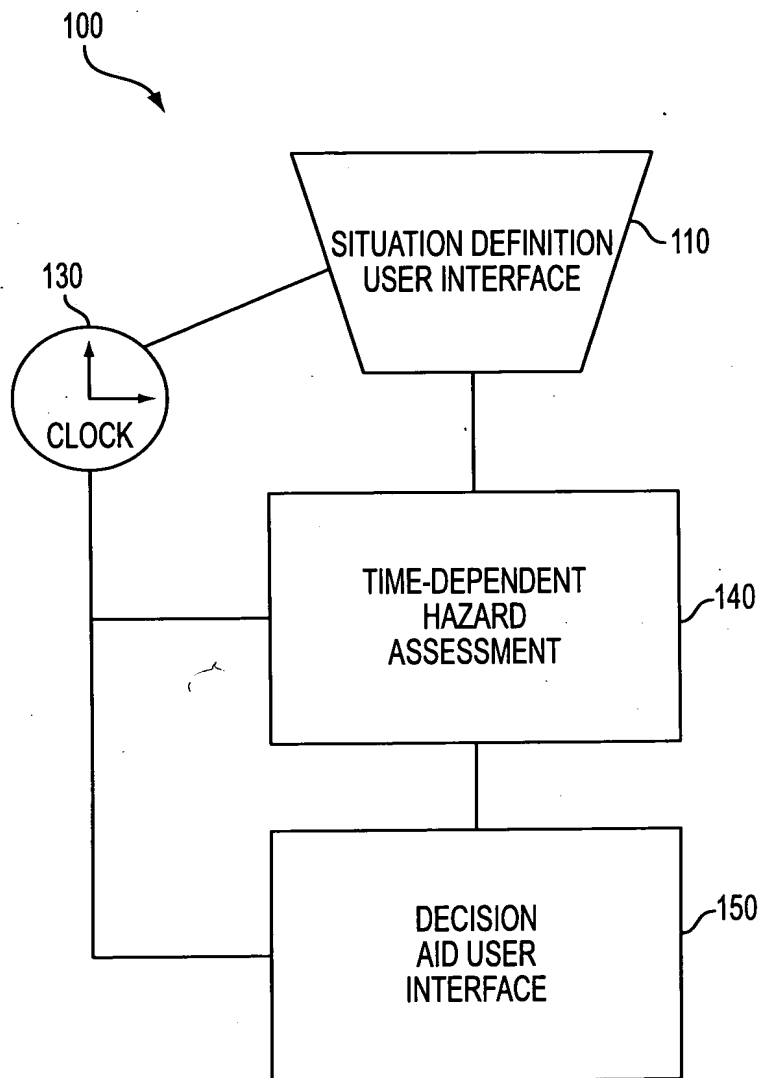 100
SITUATION DEFINITION
USER INTERFACE
110
130
CLOCK
TIME-DEPENDENT
HAZARD
ASSESSMENT
140
DECISION
AID USER
INTERFACE
150